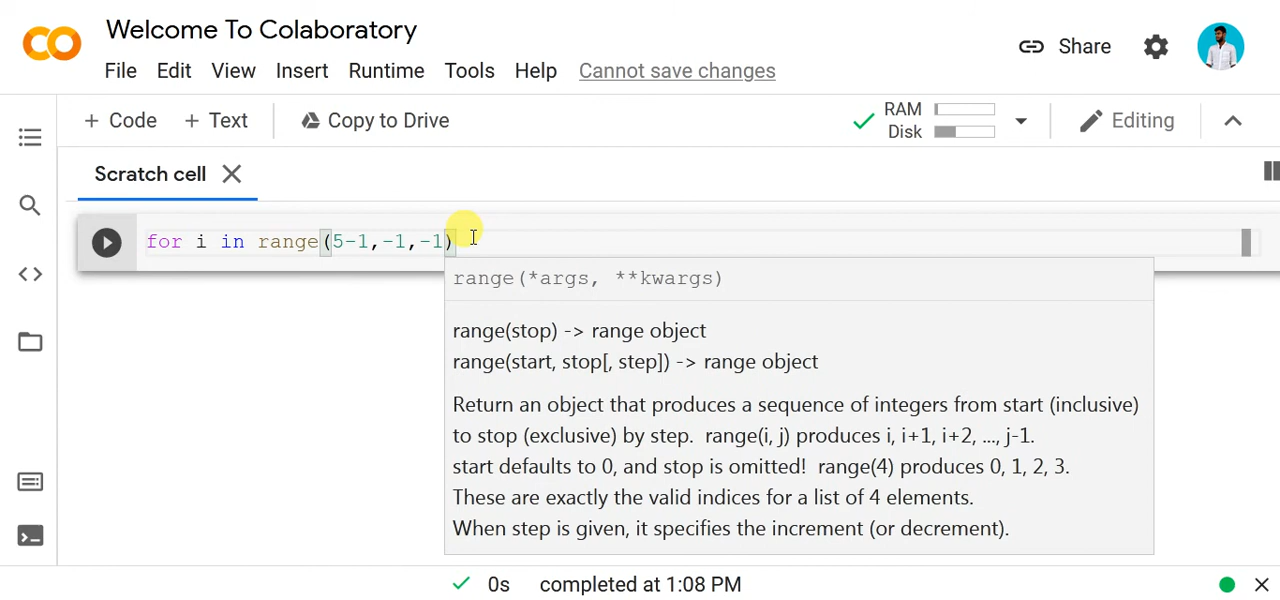 Welcome To Colaboratory
File Edit View Insert Runtime Tools Help Cannot save changes
Share
+ Code + Text Copy to Drive
RAM
Disk
Editing
Scratch cell
for i in range(5-1,-1,-1)
range(*args, **kwargs)
range(stop) -> range object
range(start, stop[, step]) -> range object
Return an object that produces a sequence of integers from start (inclusive)
to stop (exclusive) by step. range(i, j) produces i, i+1, i+2, ..., j-1.
start defaults to 0, and stop is omitted! range(4) produces 0, 1, 2, 3.
These are exactly the valid indices for a list of 4 elements.
When step is given, it specifies the increment (or decrement).
0s completed at 1:08 PM